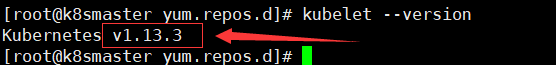 [root@k8smaster yum.repos.d]# kubelet --version
Kubernetes v1.13.3
[root@k8smaster yum.repos.d]#